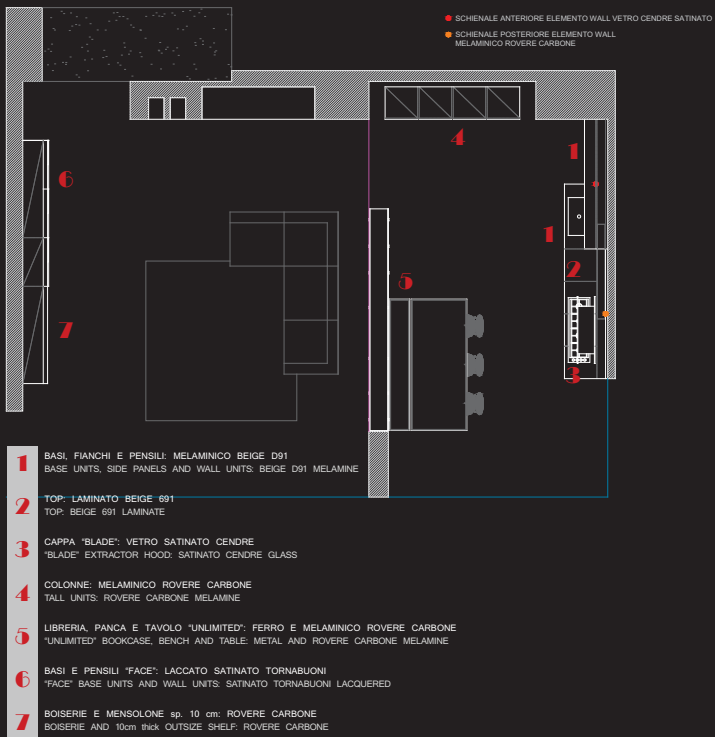 SCHIENALE ANTERIORE ELEMENTO WALL VETRO CENDRE SATINATO
SCHIENALE POSTERIORE ELEMENTO WALL
MELAMINICO ROVERE CARBONE
4
1
6
1
2
5
7
3
1 BASI, FIANCHI E PENSILI: MELAMINICO BEIGE D91
BASE UNITS, SIDE PANELS AND WALL UNITS: BEIGE D91 MELAMINE
2 TOP: LAMINATO BEIGE 691
TOP: BEIGE 691 LAMINATE
3 CAPPA "BLADE": VETRO SATINATO CENDRE
"BLADE" EXTRACTOR HOOD: SATINATO CENDRE GLASS
4 COLONNE: MELAMINICO ROVERE CARBONE
TALL UNITS: ROVERE CARBONE MELAMINE
5 LIBRERIA, PANCA E TAVOLO "UNLIMITED": FERRO E MELAMINICO ROVERE CARBONE
"UNLIMITED" BOOKCASE, BENCH AND TABLE: METAL AND ROVERE CARBONE MELAMINE
6 BASI E PENSILI "FACE": LACCATO SATINATO TORNABUONI
"FACE" BASE UNITS AND WALL UNITS: SATINATO TORNABUONI LACQUERED
7 BOISERIE E MENSOLONE sp. 10 cm: ROVERE CARBONE
BOISERIE AND 10cm thick OUTSIZE SHELF: ROVERE CARBONE